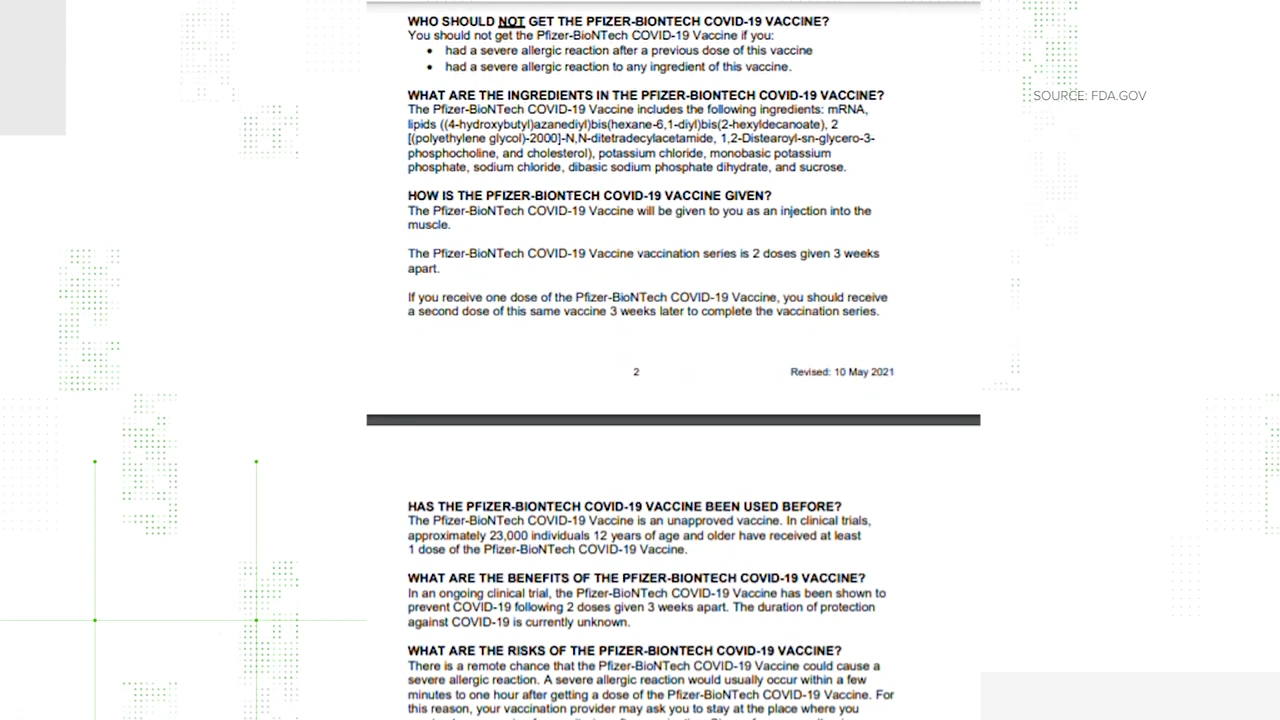 WHO SHOULD NOT GET THE PFIZER-BIONTECH COVID-19 VACCINE?
You should not get the Pfizer-BioNTech COVID-19 Vaccine if you:
• had a severe allergic reaction after a previous dose of this vaccine
• had a severe allergic reaction to any ingredient of this vaccine.
WHAT ARE THE INGREDIENTS IN THE PFIZER-BIONTECH COVID-19 VACCINE?
The Pfizer-BioNTech COVID-19 Vaccine includes the following ingredients: mRNA,
lipids ((4-hydroxybutyl)azanediyl)bis(hexane-6,1-diyl)bis(2-hexyldecanoate), 2
[(polyethylene glycol)-2000]-N,N-ditetradecylacetamide, 1,2-Distearoyl-sn-glycero-3-
phosphocholine, and cholesterol), potassium chloride, monobasic potassium
phosphate, sodium chloride, dibasic sodium phosphate dihydrate, and sucrose.
HOW IS THE PFIZER-BIONTECH COVID-19 VACCINE GIVEN?
The Pfizer-BioNTech COVID-19 Vaccine will be given to you as an injection into the
muscle.
The Pfizer-BioNTech COVID-19 Vaccine vaccination series is 2 doses given 3 weeks
apart.
If you receive one dose of the Pfizer-BioNTech COVID-19 Vaccine, you should receive
a second dose of this same vaccine 3 weeks later to complete the vaccination series.
2 Revised: 10 May 2021
HAS THE PFIZER-BIONTECH COVID-19 VACCINE BEEN USED BEFORE?
The Pfizer-BioNTech COVID-19 Vaccine is an unapproved vaccine. In clinical trials,
approximately 23,000 individuals 12 years of age and older have received at least
1 dose of the Pfizer-BioNTech COVID-19 Vaccine.
WHAT ARE THE BENEFITS OF THE PFIZER-BIONTECH COVID-19 VACCINE?
In an ongoing clinical trial, the Pfizer-BioNTech COVID-19 Vaccine has been shown to
prevent COVID-19 following 2 doses given 3 weeks apart. The duration of protection
against COVID-19 is currently unknown.
WHAT ARE THE RISKS OF THE PFIZER-BIONTECH COVID-19 VACCINE?
There is a remote chance that the Pfizer-BioNTech COVID-19 Vaccine could cause a
severe allergic reaction. A severe allergic reaction would usually occur within a few
minutes to one hour after getting a dose of the Pfizer-BioNTech COVID-19 Vaccine. For
this reason, your vaccination provider may ask you to stay at the place where you
SOURCE: FDA.GOV